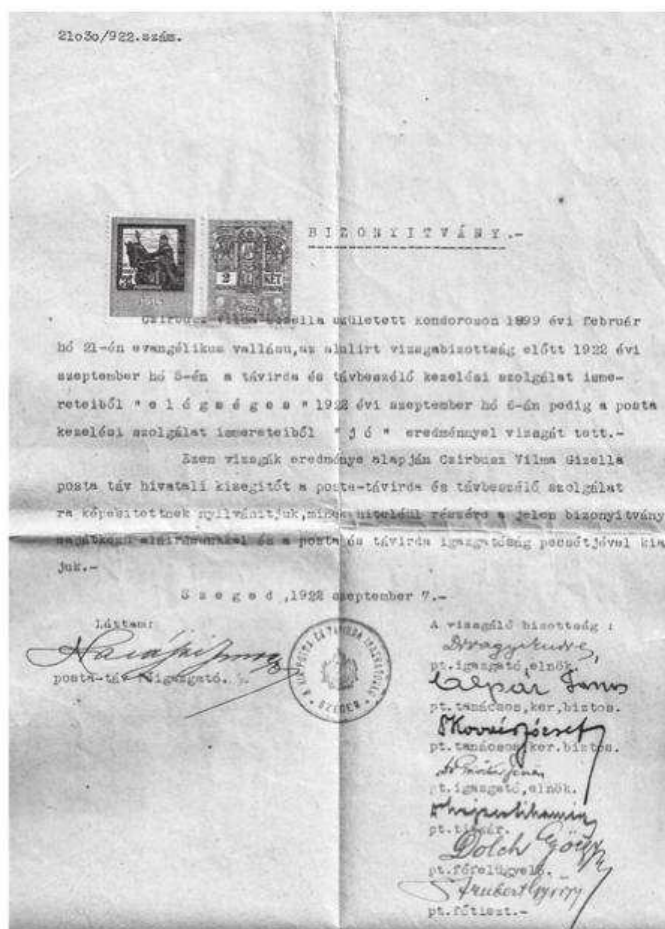 21030/922.szám.
BIZONYITVÁNY.-
2 KÉT
Czirbusz Vilma Gizella született Kondoroson 1899 évi február
hó 21-én evangélikus vallásu,az alulirt vizsgabizottság előtt 1922 évi
szeptember hó 5-én a távirda és távbeszélő kezelési szolgálat isme-
reteiből "elégséges" 1922 évi szeptember hó 6-án pedig a posta
kezelési szolgálat ismereteiből "jó" eredménnyel vizsgát tett.-
Ezen vizsgák eredménye alapján Czirbusz Vilma Gizella
posta táv hivatali kisegitőt a posta-távirda és távbeszélő szolgálat
ra képesitettnek nyilvánitjuk,minek hiteléül részére a jelen bizonyitvány
sajátkezű aláirásunkkal és a posta és távirda igazgatóság pecsétjével kia
juk.-
Szeged,1922 szeptember 7.-
Láttam:
posta-táv főigazgató.
A vizsgáló bizottság :
pt.igazgató,elnök.
Alpár János
pt.tanácsos,ker.biztos.
Kovács József
pt.tanácsos,ker.biztos.
pt.igazgató,elnök.
pt.titkár.
Dolch György
pt.főfelügyelő.
György
pt.főtiszt.-